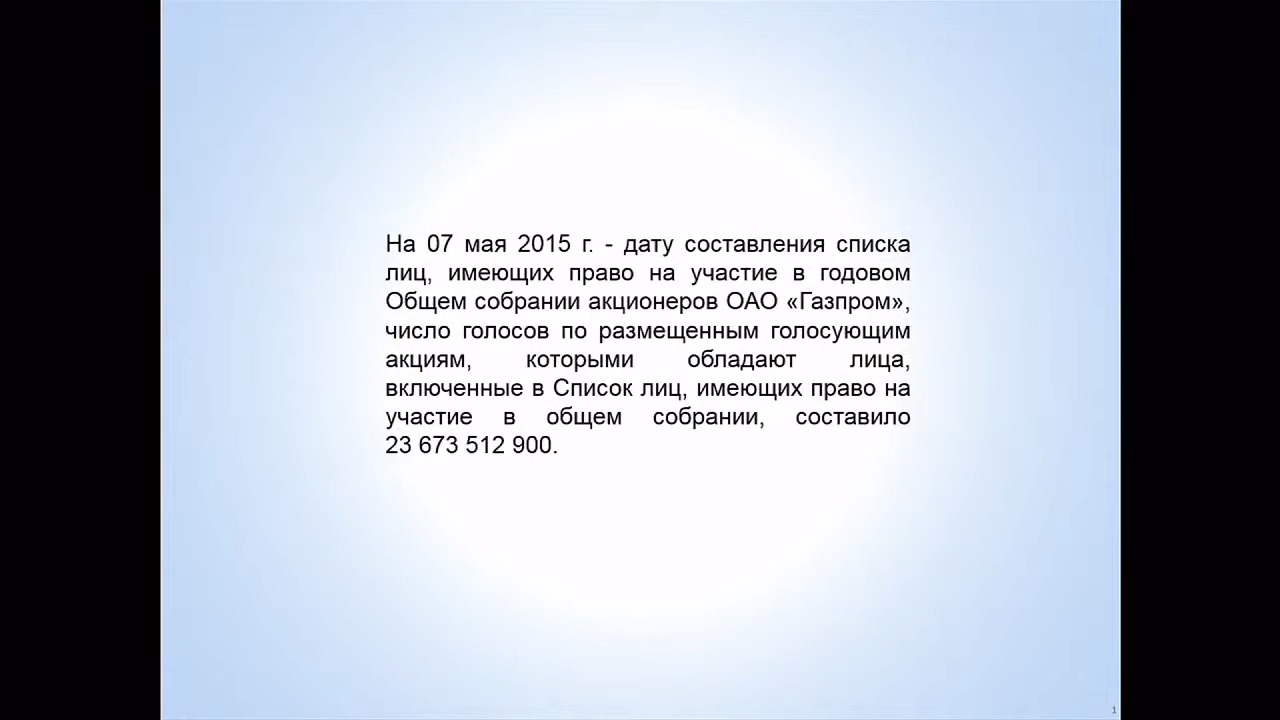 На 07 мая 2015 г. - дату составления списка
лиц, имеющих право на участие в годовом
Общем собрании акционеров ОАО «Газпром»,
число голосов по размещенным голосующим
акциям, которыми обладают лица,
включенные в Список лиц, имеющих право на
участие в общем собрании, составило
23 673 512 900.
1